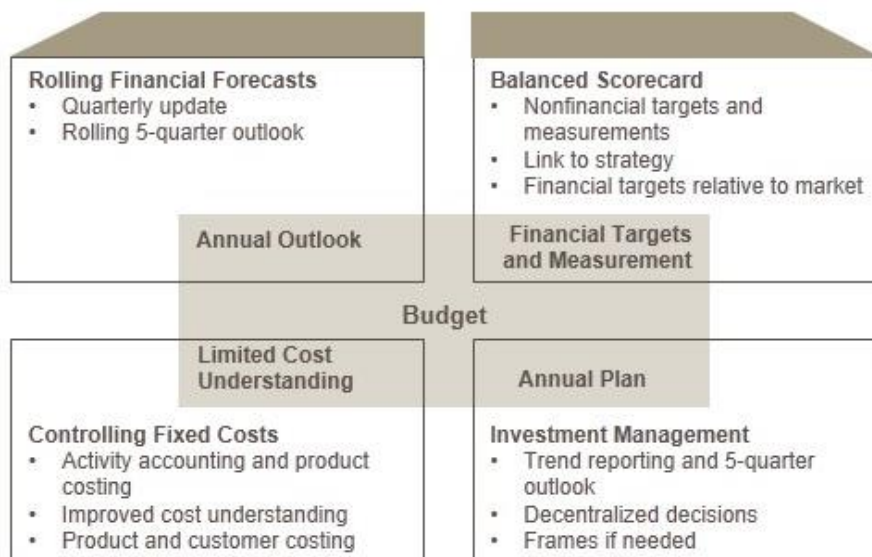 Rolling Financial Forecasts
• Quarterly update
• Rolling 5-quarter outlook
Annual Outlook
Balanced Scorecard
• Nonfinancial targets and
measurements
• Link to strategy
• Financial targets relative to market
Financial Targets
and Measurement
Budget
Limited Cost
Understanding
Controlling Fixed Costs
• Activity accounting and product
costing
• Improved cost understanding
• Product and customer costing
Annual Plan
Investment Management
• Trend reporting and 5-quarter
outlook
• Decentralized decisions
• Frames if needed